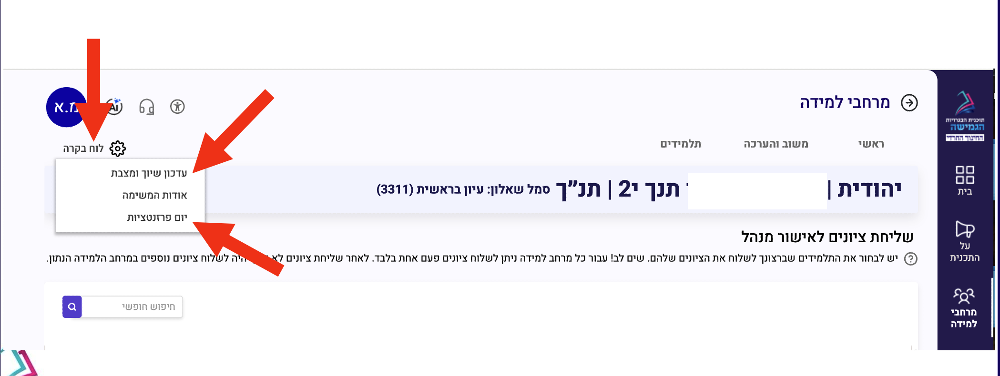 תוכנית הבגרויות
הגמישה
החינוך החרדי
בית
על
התכנית
מרחבי
למידה
מרחבי למידה
ראשי
משוב והערכה
תלמידים
AI
מ.א
לוח בקרה
עדכון שיוך ומצבת
אודות המשימה
יום פרזנטציות
יהודית | תנך י2 | תנ״ך סמל שאלון: עיון בראשית (3311)
שליחת ציונים לאישור מנהל
יש לבחור את התלמידים שברצונך לשלוח את הציונים שלהם. שים לב! עבור כל מרחב למידה ניתן לשלוח ציונים פעם אחת בלבד. לאחר שליחת ציונים לא היה לשלוח ציונים נוספים במרחב הלמידה הנתון.
חיפוש חופשי